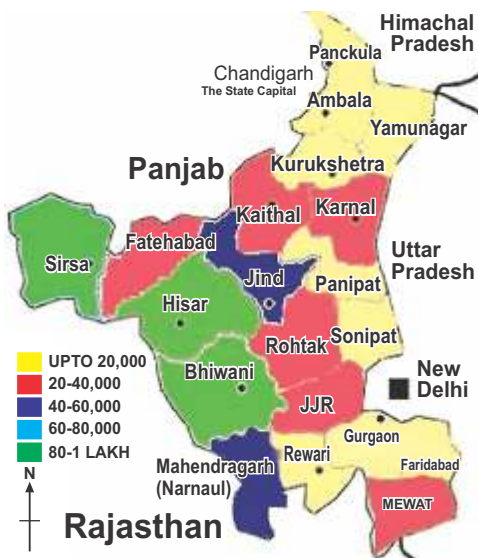 Himachal
Pradesh
Panckula
Chandigarh
The State Capital
Ambala
Yamunagar
Panjab
Kurukshetra
Kaithal
Karnal
Fatehabad
Sirsa
Uttar
Pradesh
Jind
Panipat
Hisar
Sonipat
Rohtak
Bhiwani
New
Delhi
JJR
UPTO 20,000
20-40,000
40-60,000
60-80,000
80-1 LAKH
N
Gurgaon
Rewari
Faridabad
Mahendragarh
(Narnaul)
MEWAT
Rajasthan